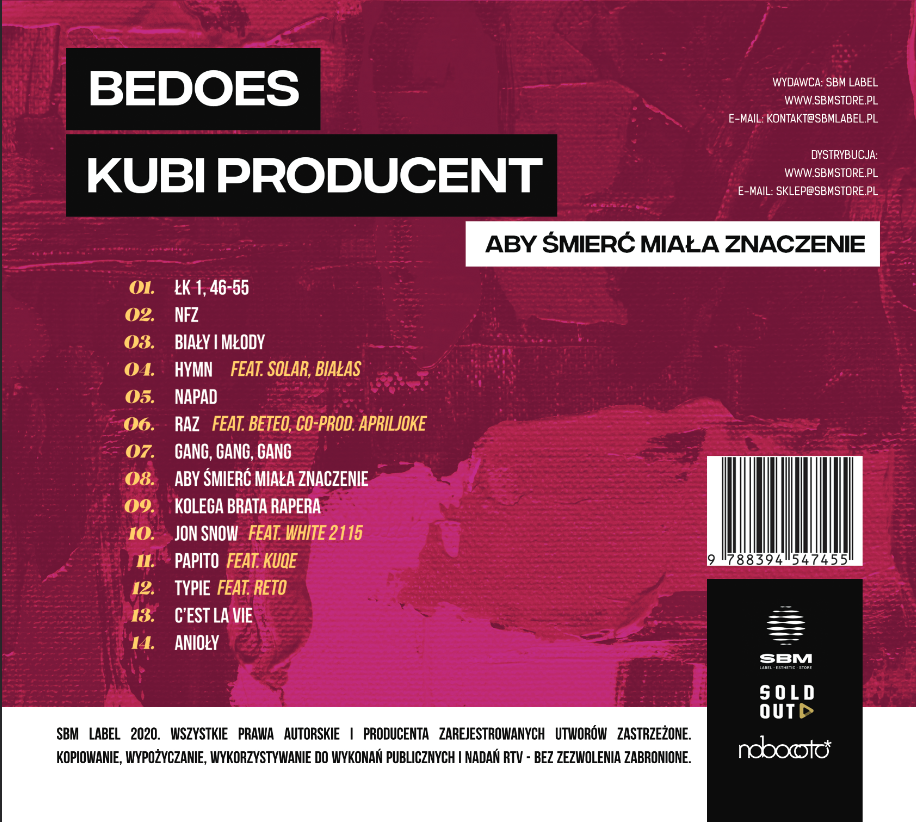 BEDOES
KUBI PRODUCENT
WYDAWCA: SBM LABEL
WWW.SBMSTORE.PL
E-MAIL: KONTAKT@SBMLABEL.PL
DYSTRYBUCJA:
WWW.SBMSTORE.PL
E-MAIL: SKLEP@SBMSTORE.PL
ABY ŚMIERĆ MIAŁA ZNACZENIE
01. ŁK 1, 46-55
02. NFZ
03. BIAŁY I MŁODY
04. HYMN FEAT. SOLAR, BIAŁAS
05. NAPAD
06. RAZ FEAT. BETEO, CO-PROD. APRILJOKE
07. GANG, GANG, GANG
08. ABY ŚMIERĆ MIAŁA ZNACZENIE
09. KOLEGA BRATA RAPERA
10. JON SNOW FEAT. WHITE 2115
11. PAPITO FEAT. KUQE
12. TYPIE FEAT. RETO
13. C'EST LA VIE
14. ANIOŁY
9 788394 547455
SBM
LABEL · ESTHETIC · STORE
SOLD
OUT
nobocoto*
SBM LABEL 2020. WSZYSTKIE PRAWA AUTORSKIE I PRODUCENTA ZAREJESTROWANYCH UTWORÓW ZASTRZEŻONE.
KOPIOWANIE, WYPOŻYCZANIE, WYKORZYSTYWANIE DO WYKONAŃ PUBLICZNYCH I NADAŃ RTV - BEZ ZEZWOLENIA ZABRONIONE.